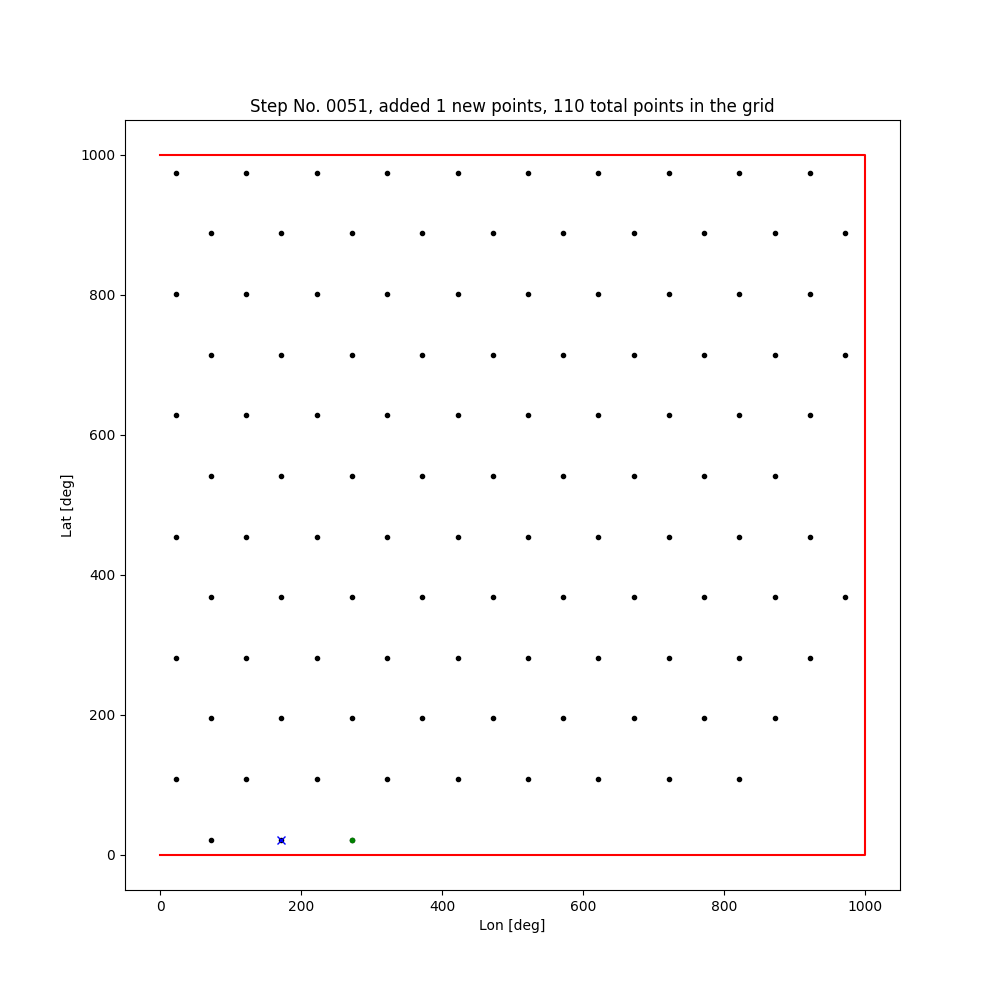 Step No. 0051, added 1 new points, 110 total points in the grid
1000
800
600
400
200
0
Lat [deg]
0 200 400 600 800 1000
Lon [deg]